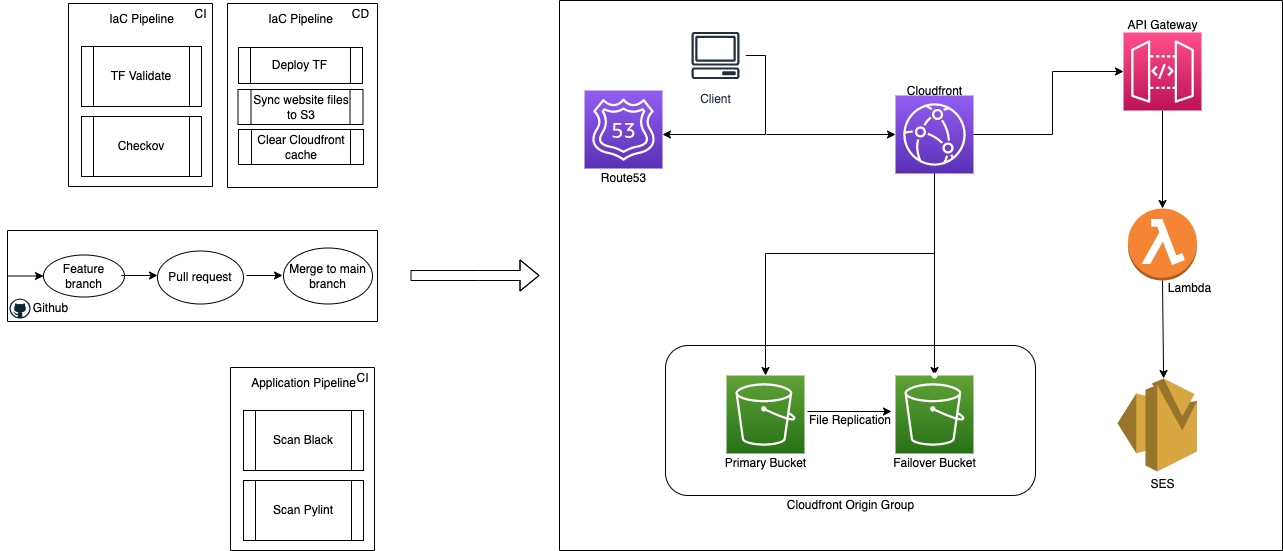 IaC Pipeline
CI
TF Validate
Checkov
IaC Pipeline
CD
Deploy TF
Sync website files
to S3
Clear Cloudfront
cache
Feature
branch
Pull request
Merge to main
branch
Github
Application Pipeline
CI
Scan Black
Scan Pylint
Client
53
Route53
Cloudfront
API Gateway
</>
Lambda
SES
File Replication
Primary Bucket
Failover Bucket
Cloudfront Origin Group